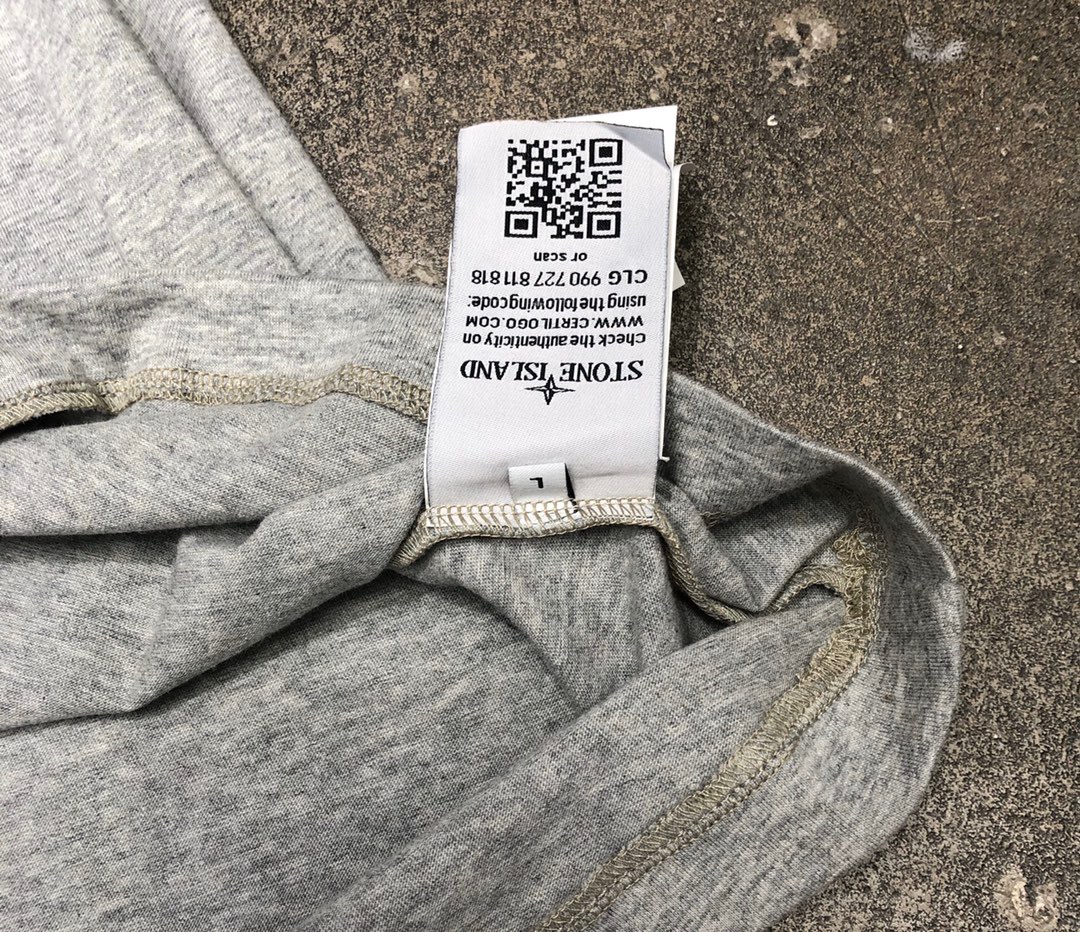 L
STONE ISLAND
Check the authenticity on
WWW.CERTILOGO.COM
using the following code:
CLG 990 727 811 818
or scan